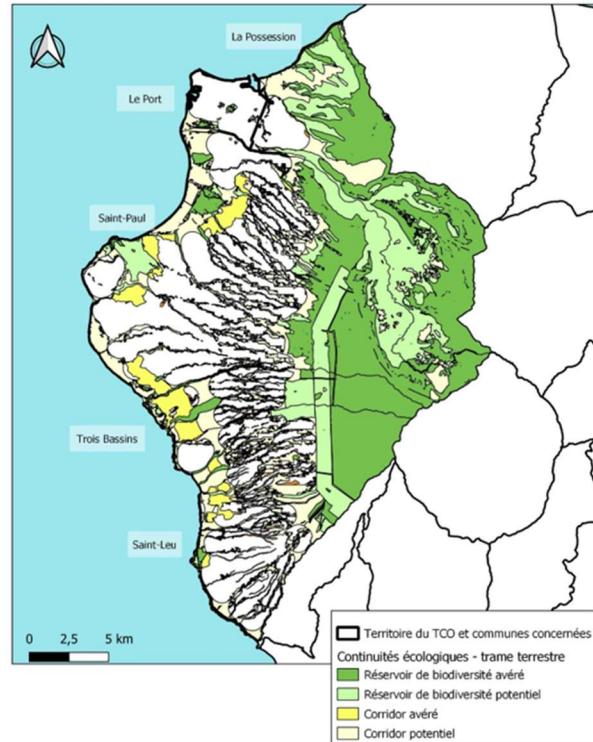 La Possession
Le Port
Saint-Paul
Trois Bassins
Saint-Leu
0 2,5 5 km
Territoire du TCO et communes concernées
Continuités écologiques - trame terrestre
Réservoir de biodiversité avéré
Réservoir de biodiversité potentiel
Corridor avéré
Corridor potentiel